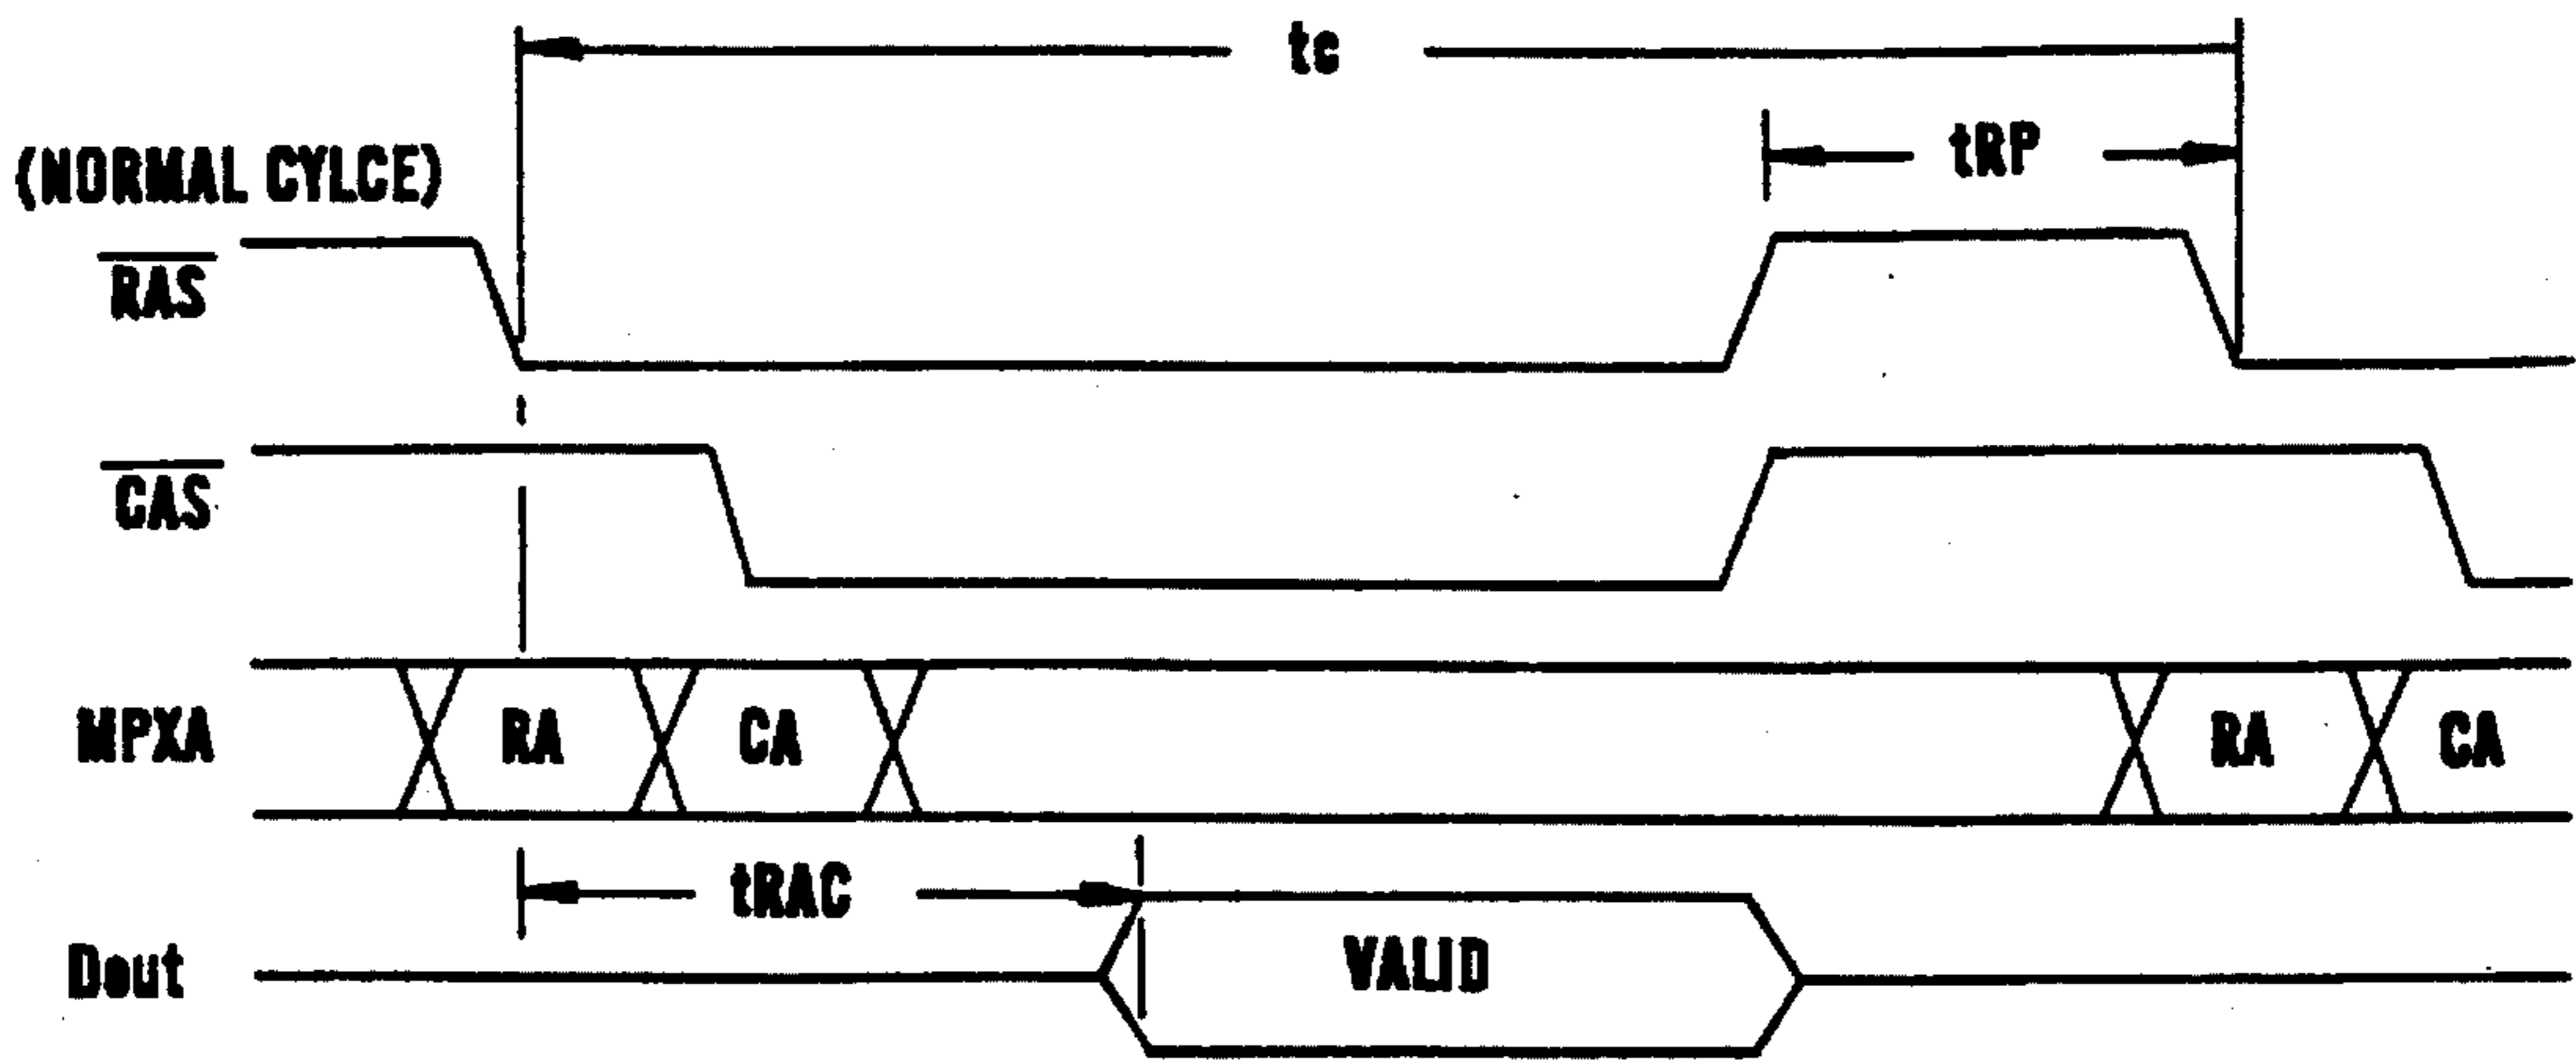 tc
tRP
(NORMAL CYLCE)
RAS
CAS
MPXA RA CA RA CA
tRAC
Dout VALID